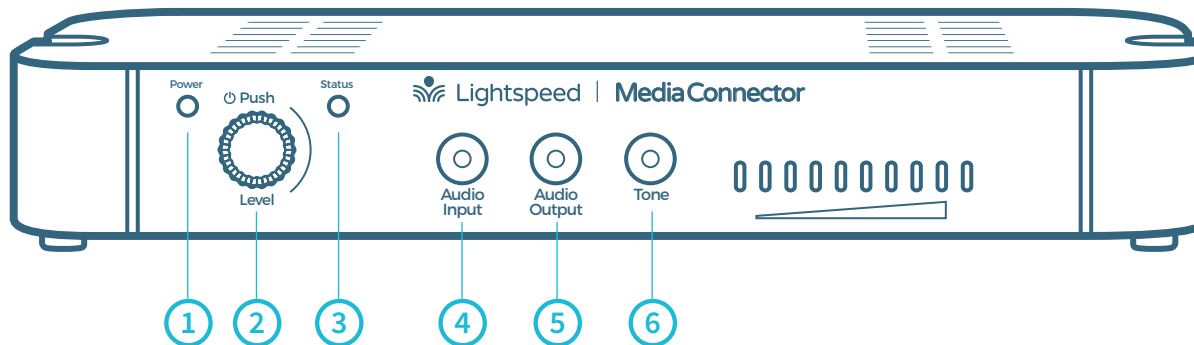 Power
Push
Status
Lightspeed | MediaConnector
Level
Audio
Input
Audio
Output
Tone
1
2
3
4
5
6